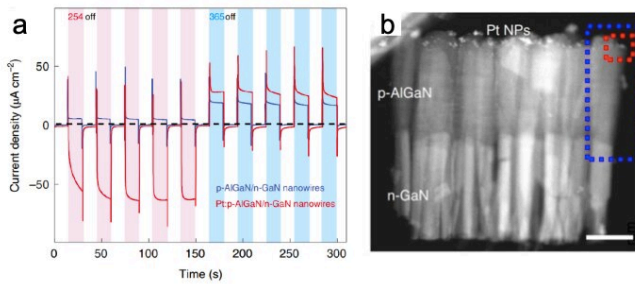 a
254 off
365 off
Current density (μA cm⁻²)
50
0
−50
p-AlGaN/n-GaN nanowires
Pt:p-AlGaN/n-GaN nanowires
0
50
100
150
200
250
300
Time (s)
b
Pt NPs
p-AlGaN
n-GaN